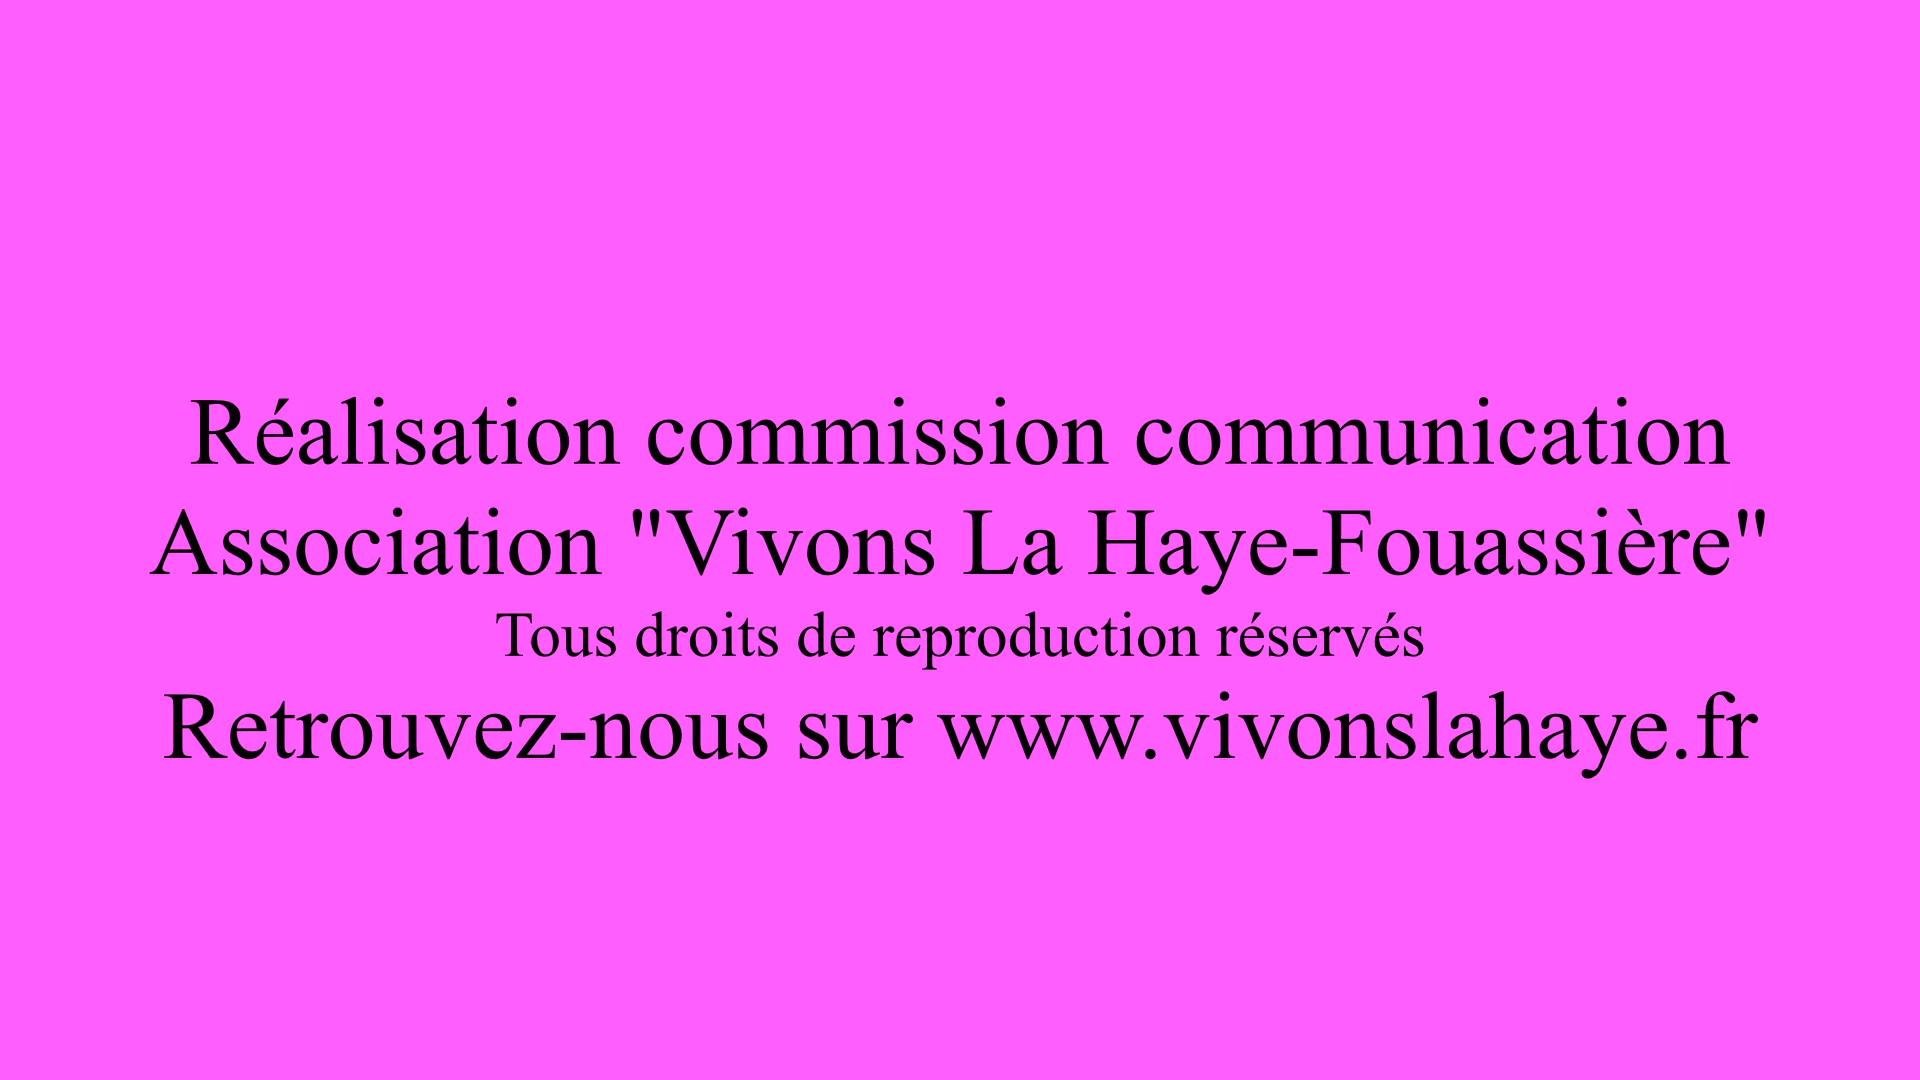 Réalisation commission communication
Association "Vivons La Haye-Fouassière"
Tous droits de reproduction réservés
Retrouvez-nous sur www.vivonslahaye.fr